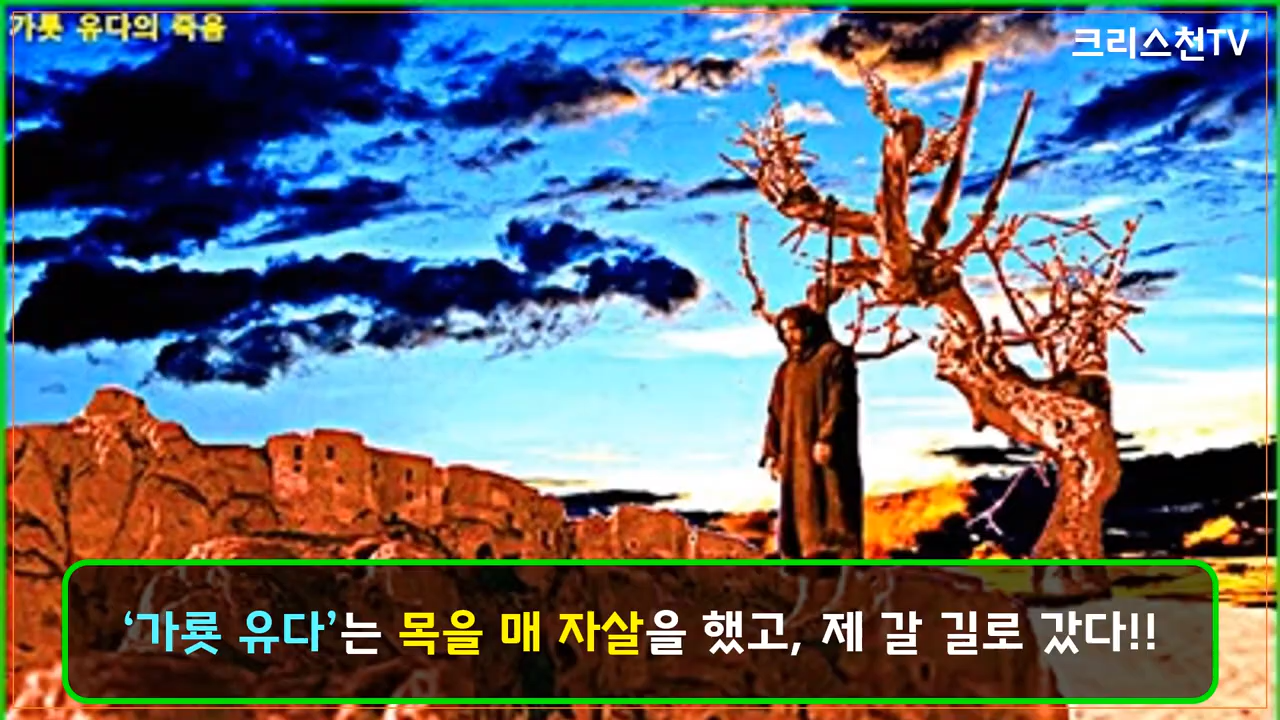 가룟 유다의 죽음
크리스천TV
‘가룟 유다’는 목을 매 자살을 했고, 제 갈 길로 갔다!!